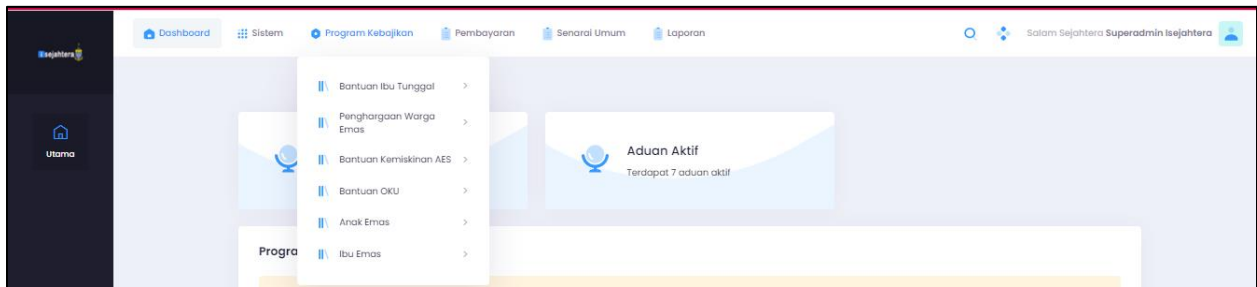 isejahtera
Dashboard
Sistem
Program Kebajikan
Pembayaran
Senarai Umum
Laporan
Salam Sejahtera Superadmin Isejahtera
Utama
Bantuan Ibu Tunggal
Penghargaan Warga
Emas
Bantuan Kemiskinan AES
Bantuan OKU
Anak Emas
Ibu Emas
Aduan Aktif
Terdapat 7 aduan aktif
Progra